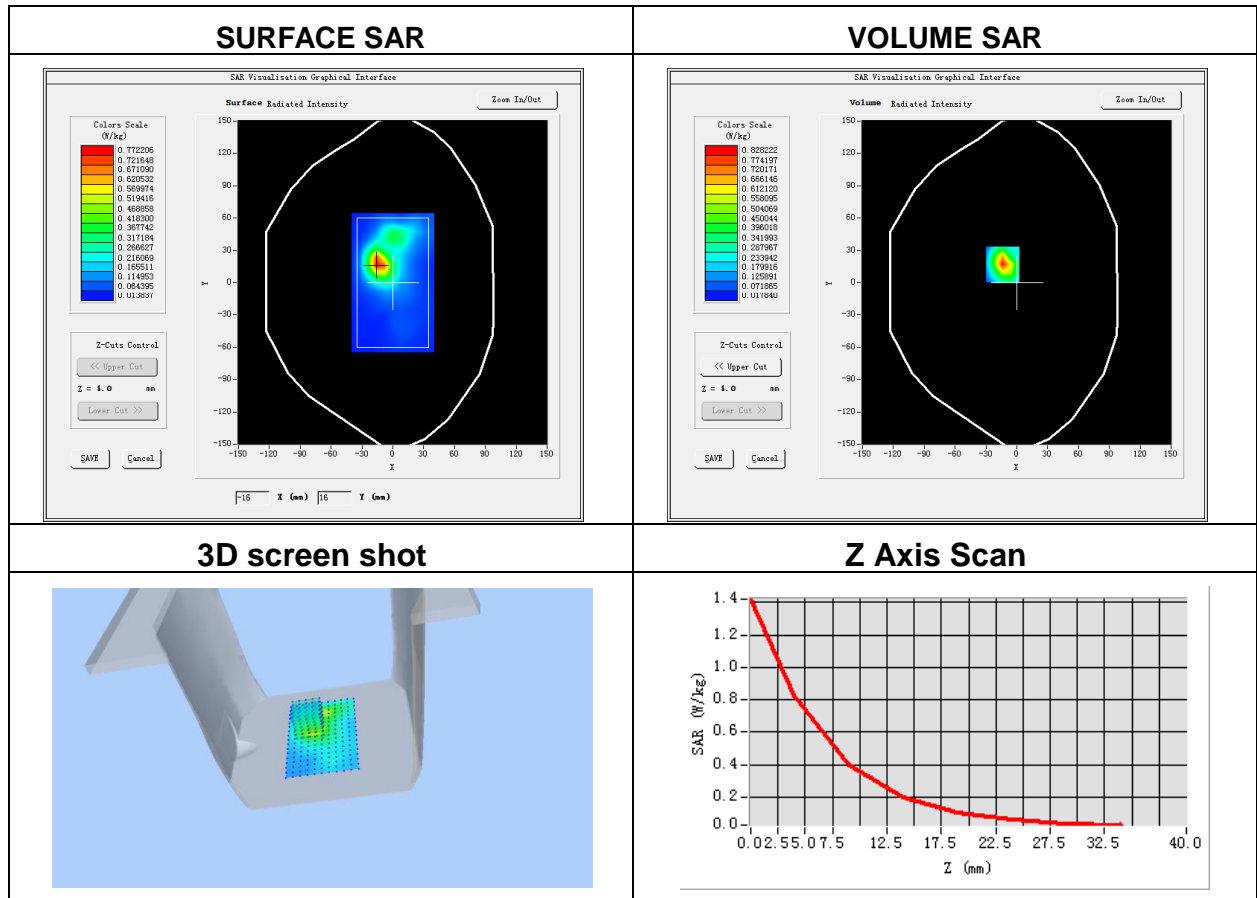 SURFACE SAR
VOLUME SAR
SAR Visualisation Graphical Interface
Surface Radiated Intensity
Zoom In/Out
Colors Scale
(W/kg)
0.772206
0.721648
0.671090
0.620532
0.569974
0.519416
0.468858
0.418300
0.367742
0.317184
0.266627
0.216069
0.165511
0.114953
0.064395
0.013837
150
120
90
60
30
0
-30
-60
-90
-120
-150
Y
-150 -120 -90 -60 -30 0 30 60 90 120 150
X
Z-Cuts Control
<< Upper Cut
Z = 4.0 mm
Lower Cut >>
SAVE Cancel
-16 X (mm) 16 Y (mm)
SAR Visualisation Graphical Interface
Volume Radiated Intensity
Zoom In/Out
Colors Scale
(W/kg)
0.828222
0.774197
0.720171
0.666146
0.612120
0.558095
0.504069
0.450044
0.396018
0.341993
0.287967
0.233942
0.179916
0.125891
0.071865
0.017840
150
120
90
60
30
0
-30
-60
-90
-120
-150
Y
-150 -120 -90 -60 -30 0 30 60 90 120 150
X
Z-Cuts Control
<< Upper Cut
Z = 4.0 mm
Lower Cut >>
SAVE Cancel
3D screen shot
Z Axis Scan
1.4
1.2
1.0
0.8
0.6
0.4
0.2
0.0
SAR (W/kg)
0.0 2.5 5.0 7.5 12.5 17.5 22.5 27.5 32.5 40.0
Z (mm)